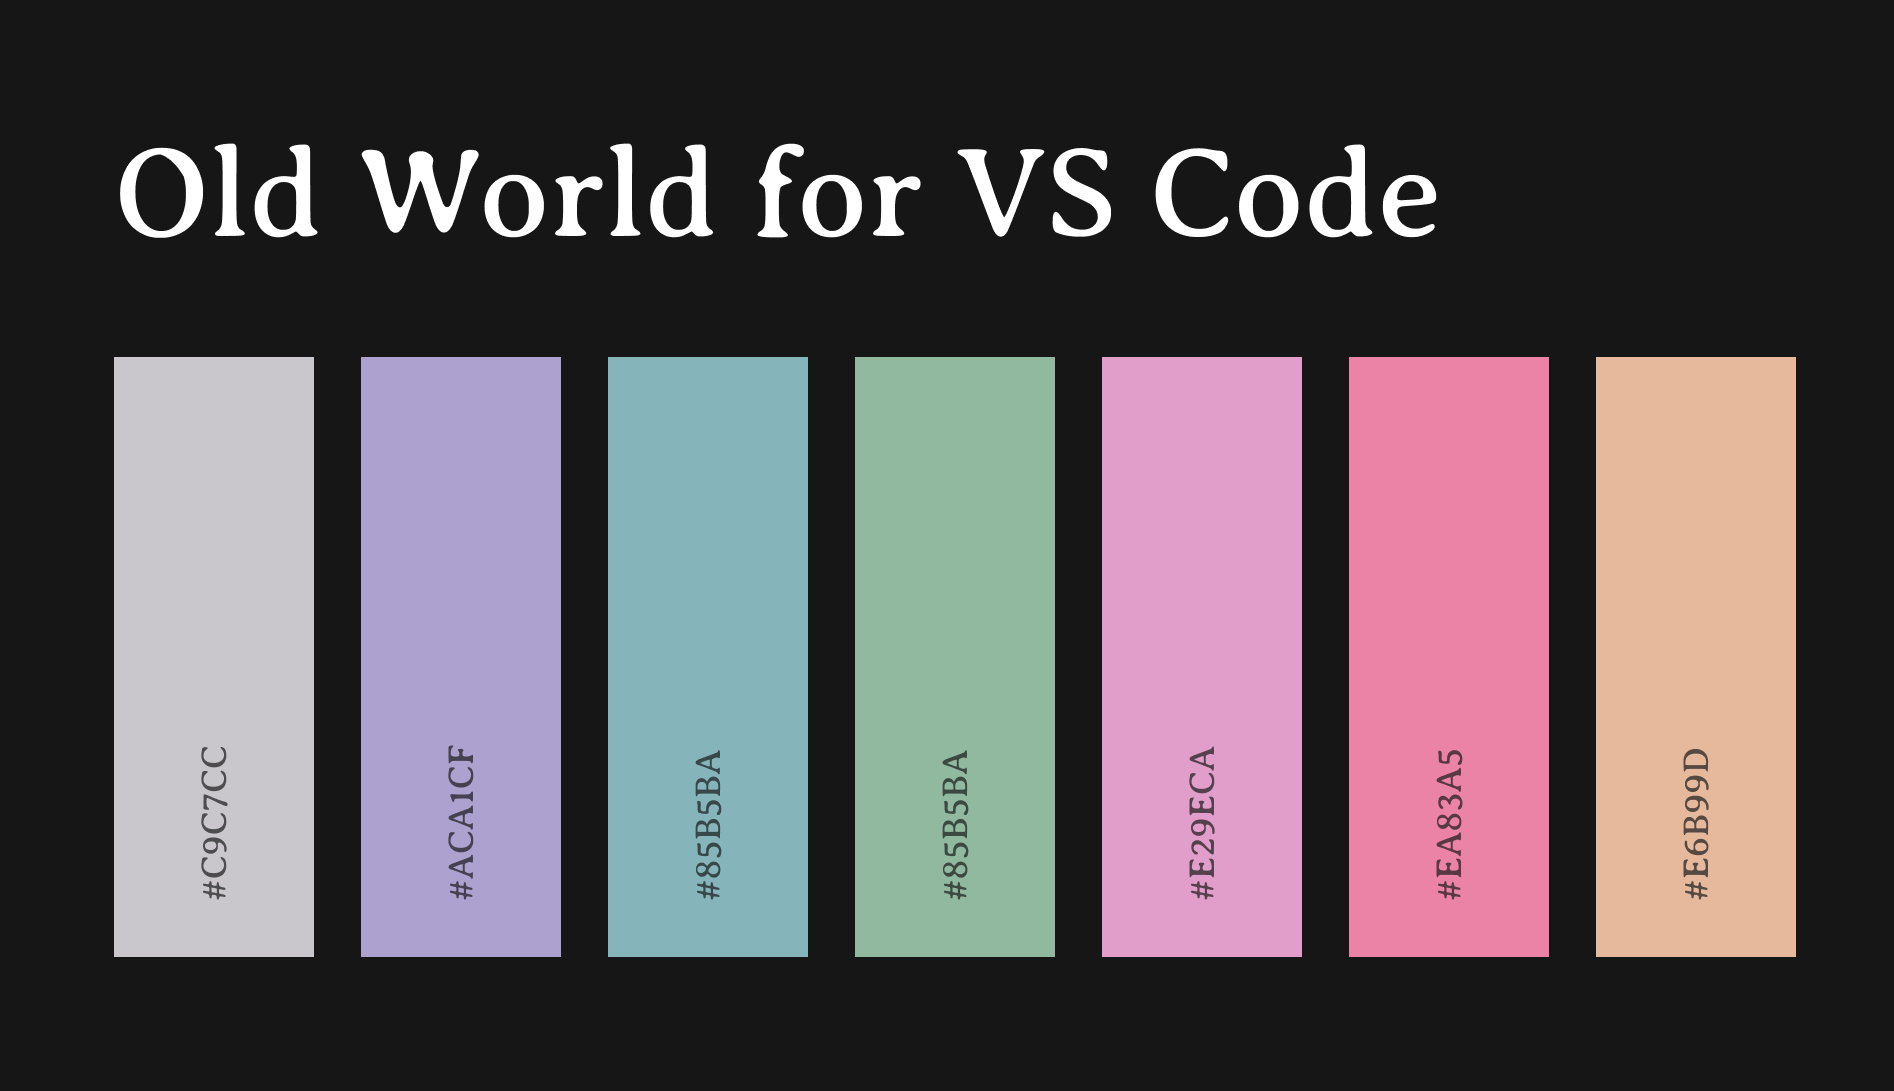 Old World for VS Code
#C9C7CC
#ACA1CF
#85B5BA
#85B5BA
#E29ECA
#EA83A5
#E6B99D